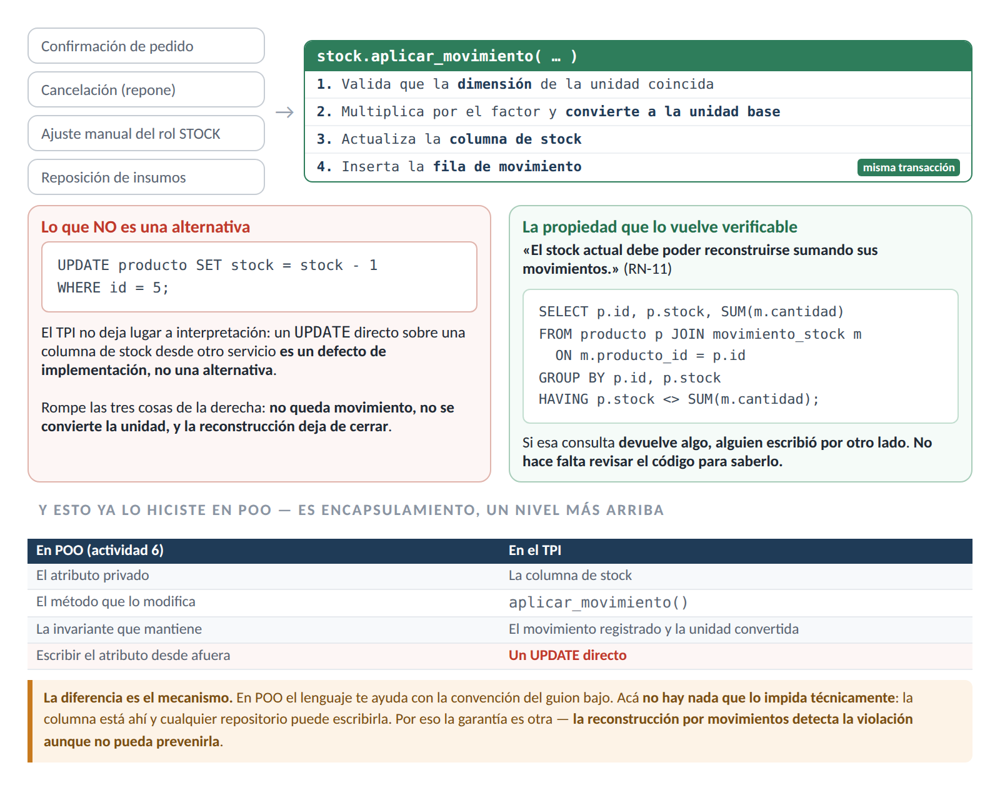 Confirmación de pedido
Cancelación (repone)
Ajuste manual del rol STOCK
Reposición de insumos
→
stock.aplicar_movimiento( … )
1. Valida que la dimensión de la unidad coincida
2. Multiplica por el factor y convierte a la unidad base
3. Actualiza la columna de stock
4. Inserta la fila de movimiento
misma transacción
Lo que NO es una alternativa
UPDATE producto SET stock = stock - 1
WHERE id = 5;
El TPI no deja lugar a interpretación: un UPDATE directo sobre una
columna de stock desde otro servicio es un defecto de
implementación, no una alternativa.
Rompe las tres cosas de la derecha: no queda movimiento, no se
convierte la unidad, y la reconstrucción deja de cerrar.
La propiedad que lo vuelve verificable
«El stock actual debe poder reconstruirse sumando sus
movimientos.» (RN-11)
SELECT p.id, p.stock, SUM(m.cantidad)
FROM producto p JOIN movimiento_stock m
ON m.producto_id = p.id
GROUP BY p.id, p.stock
HAVING p.stock <> SUM(m.cantidad);
Si esa consulta devuelve algo, alguien escribió por otro lado. No
hace falta revisar el código para saberlo.
Y ESTO YA LO HICISTE EN POO — ES ENCAPSULAMIENTO, UN NIVEL MÁS ARRIBA
En POO (actividad 6) En el TPI
El atributo privado La columna de stock
El método que lo modifica aplicar_movimiento()
La invariante que mantiene El movimiento registrado y la unidad convertida
Escribir el atributo desde afuera Un UPDATE directo
La diferencia es el mecanismo. En POO el lenguaje te ayuda con la convención del guion bajo. Acá no hay nada que lo impida técnicamente: la
columna está ahí y cualquier repositorio puede escribirla. Por eso la garantía es otra — la reconstrucción por movimientos detecta la violación
aunque no pueda prevenirla.